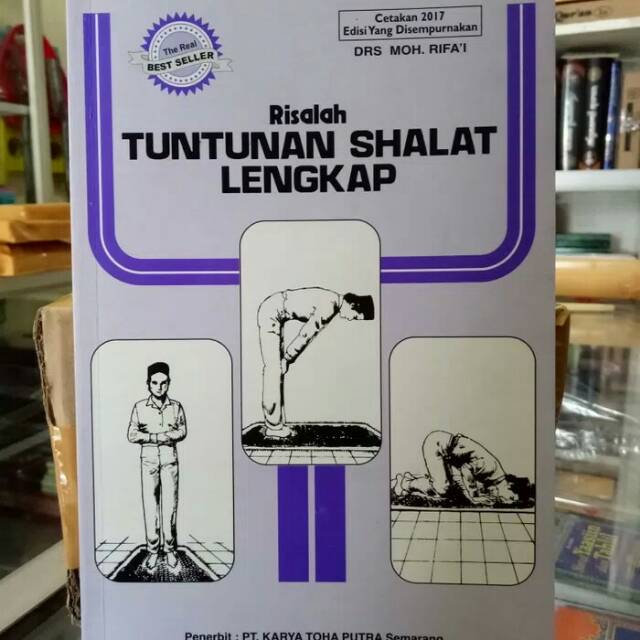 The Real
BEST SELLER
Cetakan 2017
Edisi Yang Disempurnakan
DRS MOH. RIFA'I
Risalah
TUNTUNAN SHALAT
LENGKAP
Penerbit : PT. KARYA TOHA PUTRA Semarang